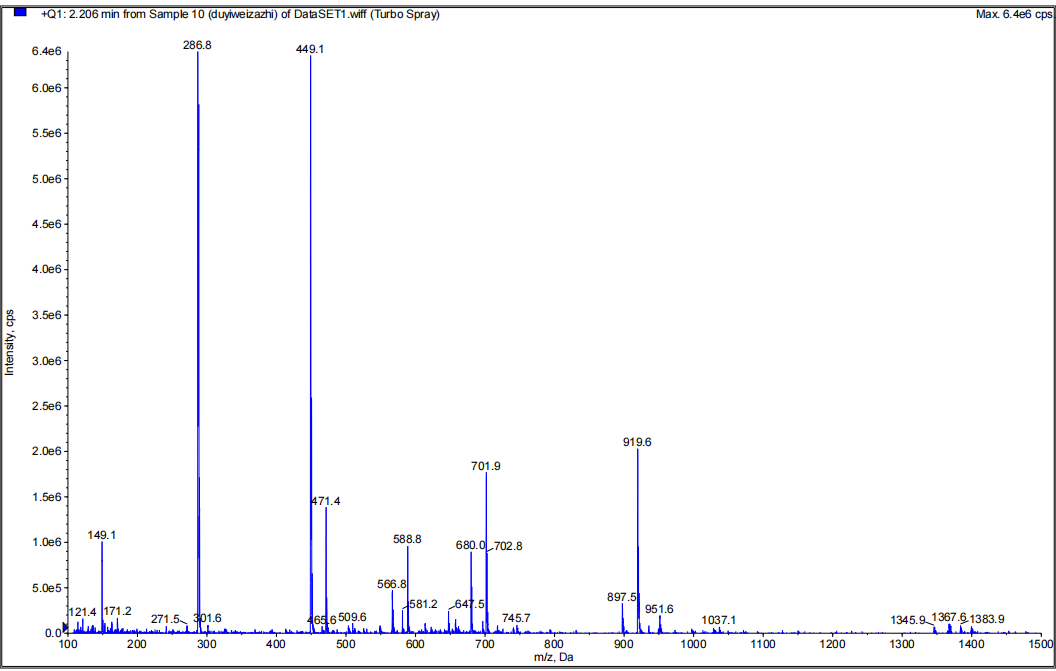 +Q1: 2.206 min from Sample 10 (duyiweizazhi) of DataSET1.wiff (Turbo Spray)
Max. 6.4e6 cps.
Intensity, cps
6.4e6
6.0e6
5.5e6
5.0e6
4.5e6
4.0e6
3.5e6
3.0e6
2.5e6
2.0e6
1.5e6
1.0e6
5.0e5
0.0
286.8
449.1
919.6
701.9
471.4
149.1
588.8
680.0
702.8
566.8
581.2
647.5
897.5
951.6
121.4
171.2
271.5
301.6
465.6
509.6
745.7
1037.1
1345.9
1367.6
1383.9
100 200 300 400 500 600 700 800 900 1000 1100 1200 1300 1400 1500
m/z, Da